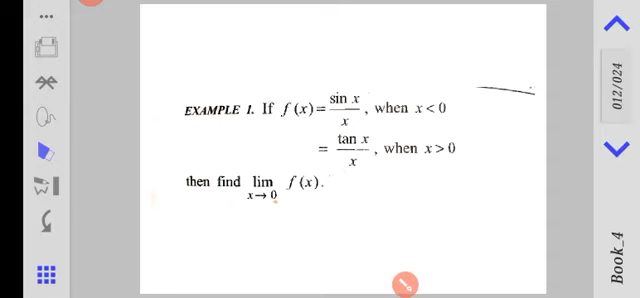 EXAMPLE 1. If f(x) = sin x / x, when x < 0
= tan x / x, when x > 0
then find lim x→0 f(x).
012/024
Book_4